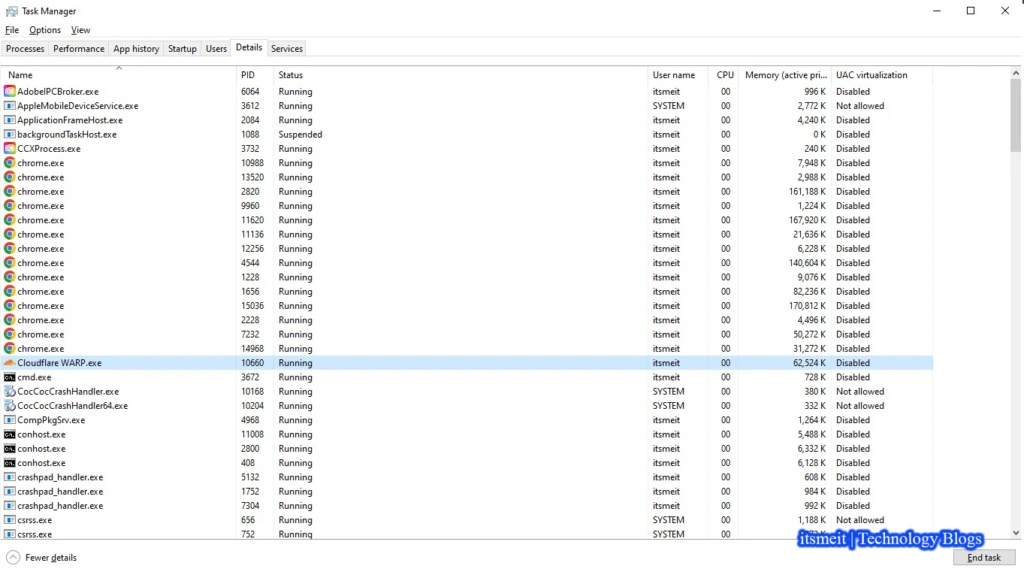 Task Manager
File Options View
Processes Performance App history Startup Users Details Services
Name PID Status User name CPU Memory (active pri... UAC virtualization
AdobeIPCBroker.exe 6064 Running itsmeit 00 996 K Disabled
AppleMobileDeviceService.exe 3612 Running SYSTEM 00 2,772 K Not allowed
ApplicationFrameHost.exe 2084 Running itsmeit 00 4,240 K Disabled
backgroundTaskHost.exe 1088 Suspended itsmeit 00 0 K Disabled
CCXProcess.exe 3732 Running itsmeit 00 240 K Disabled
chrome.exe 10988 Running itsmeit 00 7,948 K Disabled
chrome.exe 13520 Running itsmeit 00 2,988 K Disabled
chrome.exe 2820 Running itsmeit 00 161,188 K Disabled
chrome.exe 9960 Running itsmeit 00 1,224 K Disabled
chrome.exe 11620 Running itsmeit 00 167,920 K Disabled
chrome.exe 11136 Running itsmeit 00 21,636 K Disabled
chrome.exe 12256 Running itsmeit 00 6,228 K Disabled
chrome.exe 4544 Running itsmeit 00 140,604 K Disabled
chrome.exe 1228 Running itsmeit 00 9,076 K Disabled
chrome.exe 1656 Running itsmeit 00 82,236 K Disabled
chrome.exe 15036 Running itsmeit 00 170,812 K Disabled
chrome.exe 2228 Running itsmeit 00 4,496 K Disabled
chrome.exe 7232 Running itsmeit 00 50,272 K Disabled
chrome.exe 14968 Running itsmeit 00 31,272 K Disabled
Cloudflare WARP.exe 10660 Running itsmeit 00 62,524 K Disabled
cmd.exe 3672 Running itsmeit 00 728 K Disabled
CocCocCrashHandler.exe 10168 Running SYSTEM 00 380 K Not allowed
CocCocCrashHandler64.exe 10204 Running SYSTEM 00 332 K Not allowed
CompPkgSrv.exe 4968 Running itsmeit 00 1,264 K Disabled
conhost.exe 11008 Running itsmeit 00 5,488 K Disabled
conhost.exe 2800 Running itsmeit 00 6,332 K Disabled
conhost.exe 408 Running itsmeit 00 6,128 K Disabled
crashpad_handler.exe 5132 Running itsmeit 00 608 K Disabled
crashpad_handler.exe 1752 Running itsmeit 00 984 K Disabled
crashpad_handler.exe 7304 Running itsmeit 00 992 K Disabled
csrss.exe 656 Running SYSTEM 00 1,188 K Not allowed
csrss.exe 752 Running SYSTEM 00
itsmeit | Technology Blogs
Fewer details End task